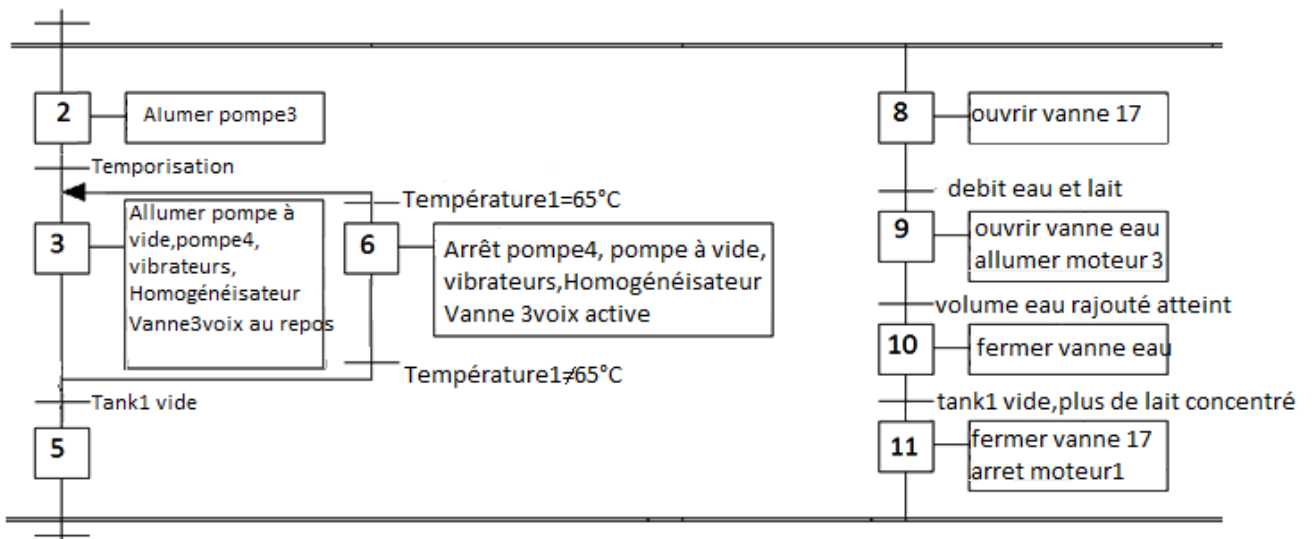 2
Alumer pompe3
Temporisation
3
Allumer pompe à
vide,pompe4,
vibrateurs,
Homogénéisateur
Vanne3voix au repos
Température1=65°C
6
Arrêt pompe4, pompe à vide,
vibrateurs,Homogénéisateur
Vanne 3voix active
Température1≠65°C
Tank1 vide
5
8
ouvrir vanne 17
debit eau et lait
9
ouvrir vanne eau
allumer moteur 3
volume eau rajouté atteint
10
fermer vanne eau
tank1 vide,plus de lait concentré
11
fermer vanne 17
arret moteur1